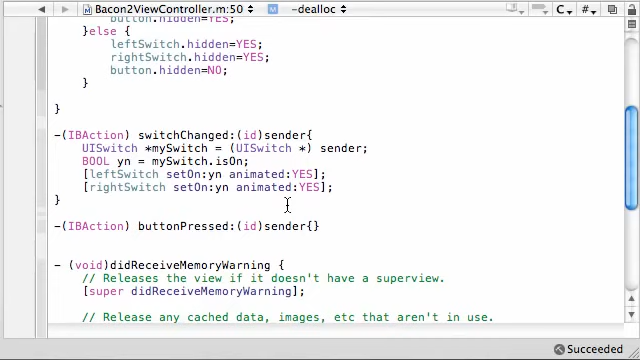 Bacon2ViewController.m:50 -dealloc C # 
button.hidden=YES;
}else {
leftSwitch.hidden=YES;
rightSwitch.hidden=YES;
button.hidden=NO;
}
}
-(IBAction) switchChanged:(id)sender{
UISwitch *mySwitch = (UISwitch *) sender;
BOOL yn = mySwitch.isOn;
[leftSwitch setOn:yn animated:YES];
[rightSwitch setOn:yn animated:YES];
}
-(IBAction) buttonPressed:(id)sender{}
- (void)didReceiveMemoryWarning {
// Releases the view if it doesn't have a superview.
[super didReceiveMemoryWarning];
// Release any cached data, images, etc that aren't in use.
Succeeded